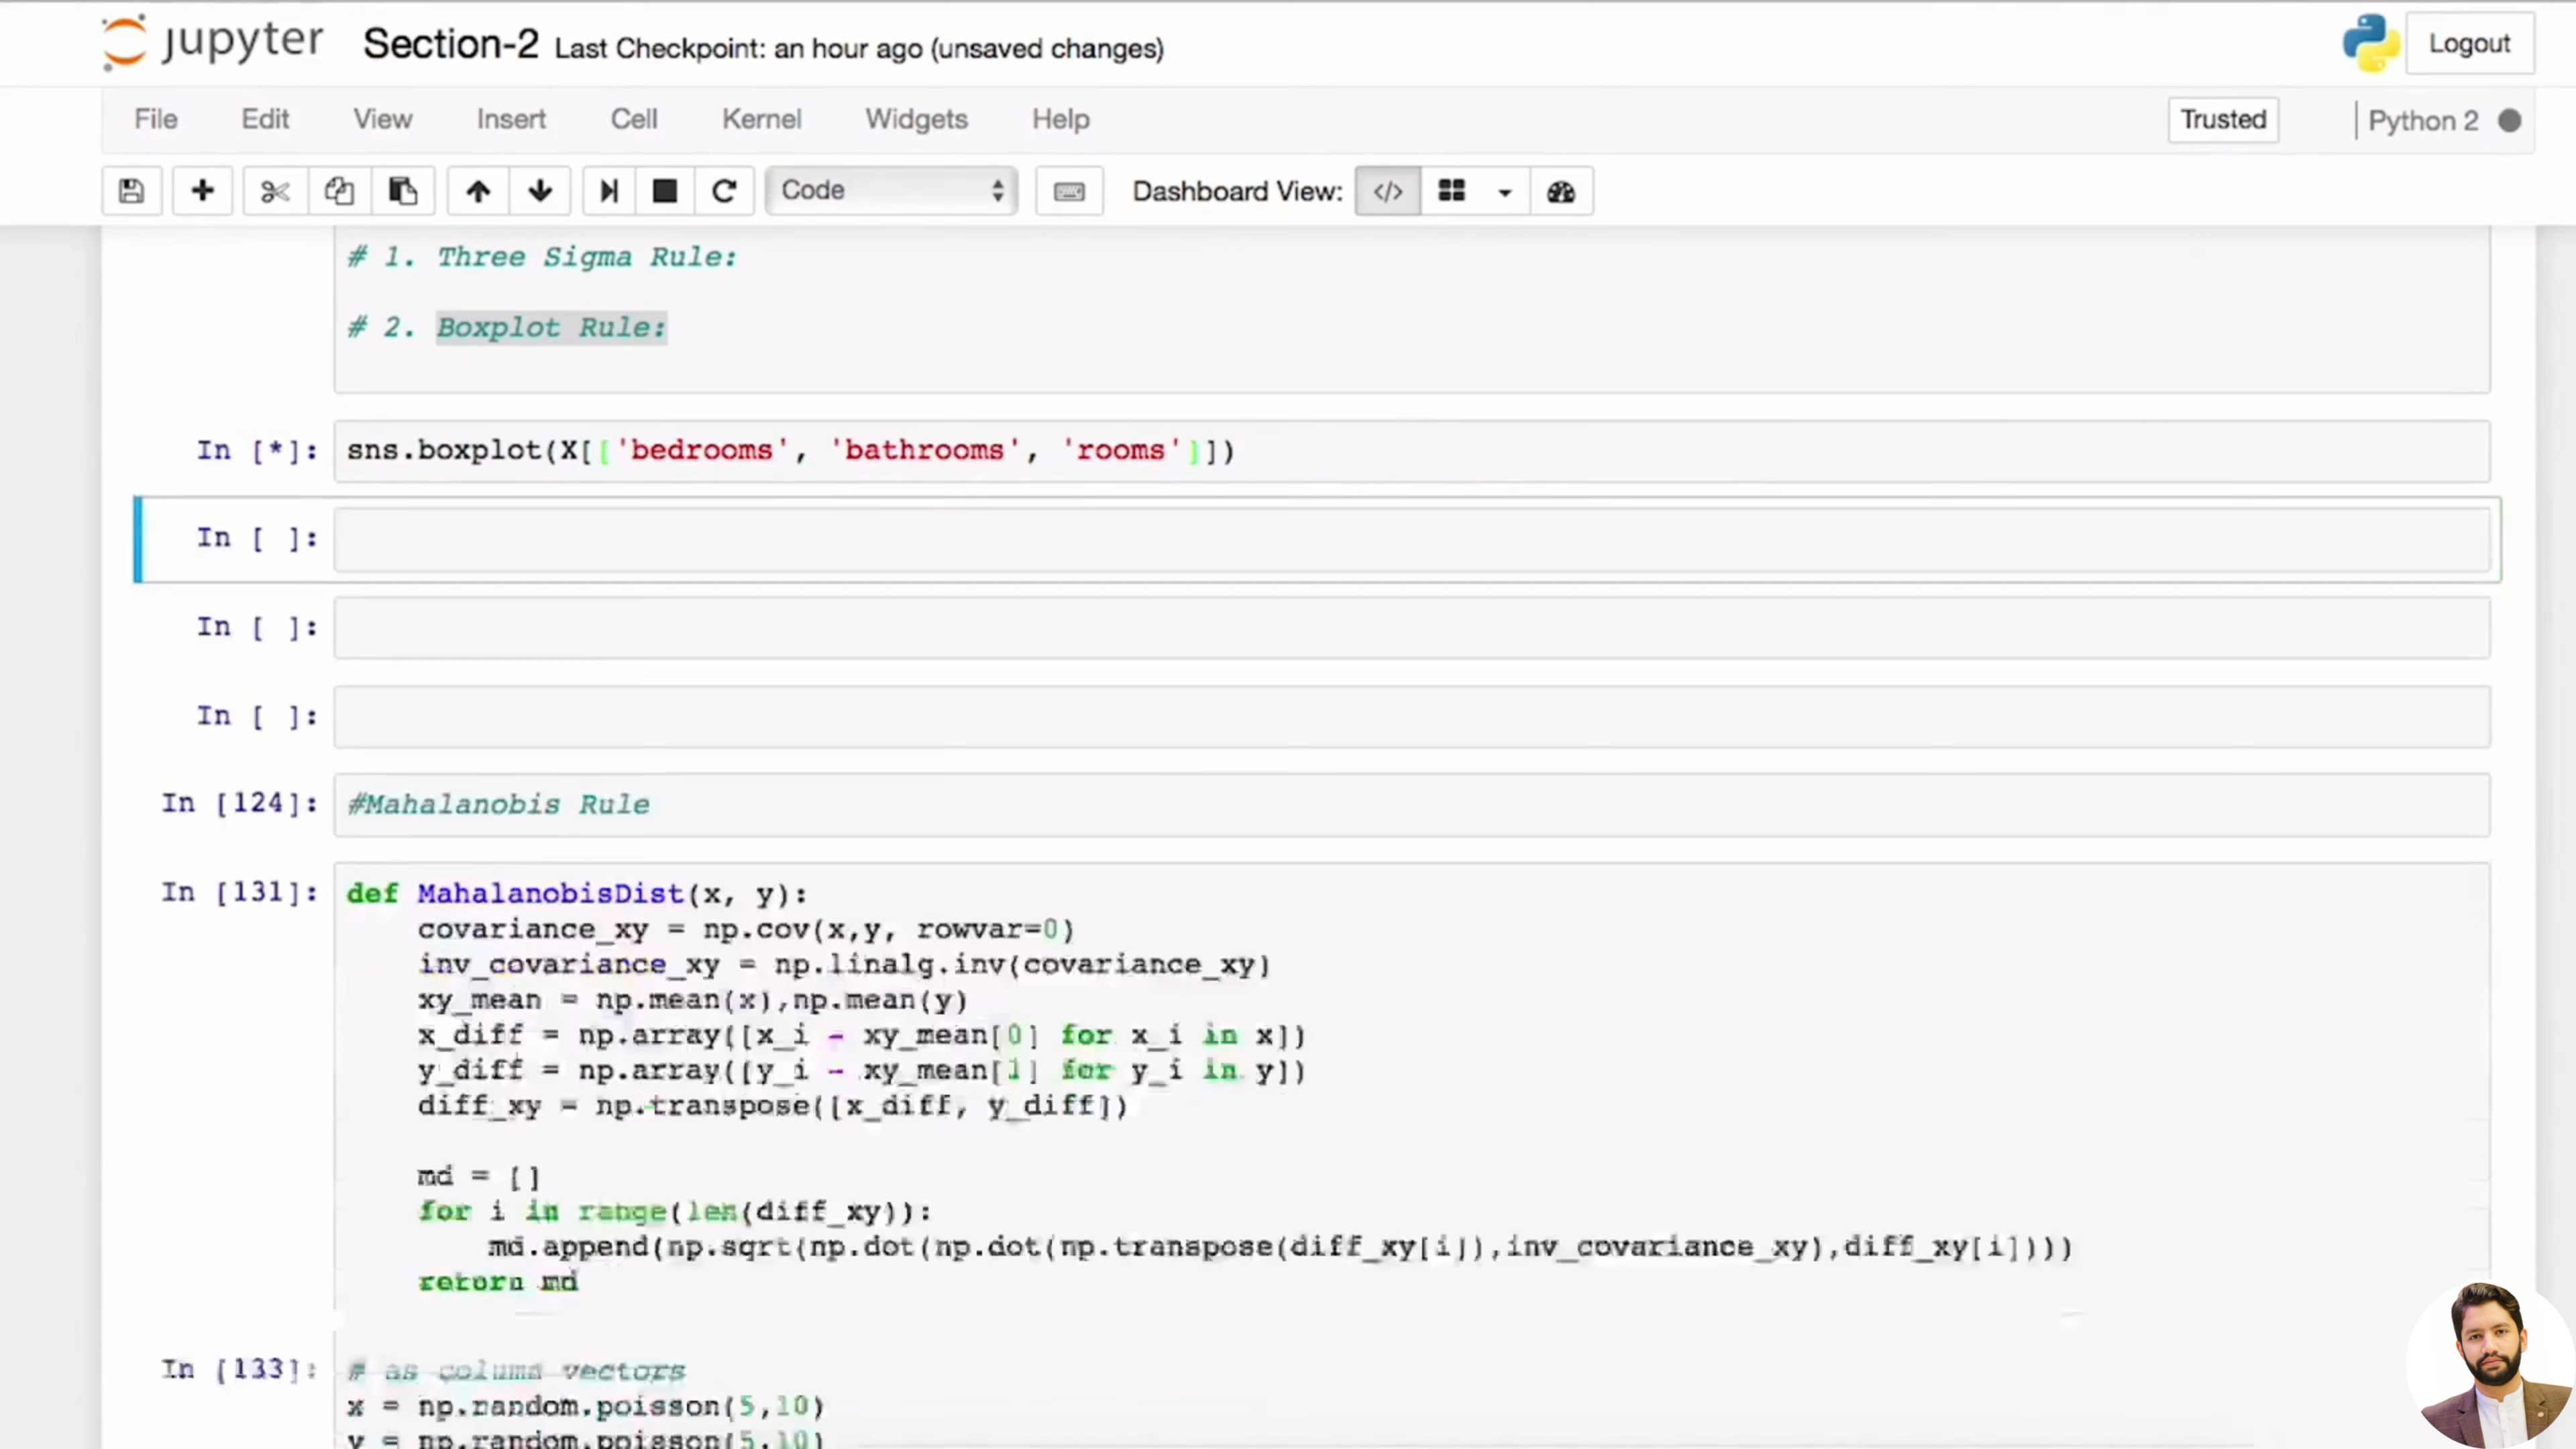 jupyter Section-2 Last Checkpoint: an hour ago (unsaved changes) Logout
File Edit View Insert Cell Kernel Widgets Help Trusted Python 2
Code Dashboard View:
# 1. Three Sigma Rule:
# 2. Boxplot Rule:
In [*]: sns.boxplot(X[['bedrooms', 'bathrooms', 'rooms']])
In [ ]:
In [ ]:
In [ ]:
In [124]: #Mahalanobis Rule
In [131]: def MahalanobisDist(x, y):
covariance_xy = np.cov(x,y, rowvar=0)
inv_covariance_xy = np.linalg.inv(covariance_xy)
xy_mean = np.mean(x),np.mean(y)
x_diff = np.array([x_i - xy_mean[0] for x_i in x])
y_diff = np.array([y_i - xy_mean[1] for y_i in y])
diff_xy = np.transpose([x_diff, y_diff])
md = []
for i in range(len(diff_xy)):
md.append(np.sqrt(np.dot(np.dot(np.transpose(diff_xy[i]),inv_covariance_xy),diff_xy[i])))
return md
In [133]: # as column vectors
x = np.random.poisson(5,10)
y = np.random.poisson(5,10)